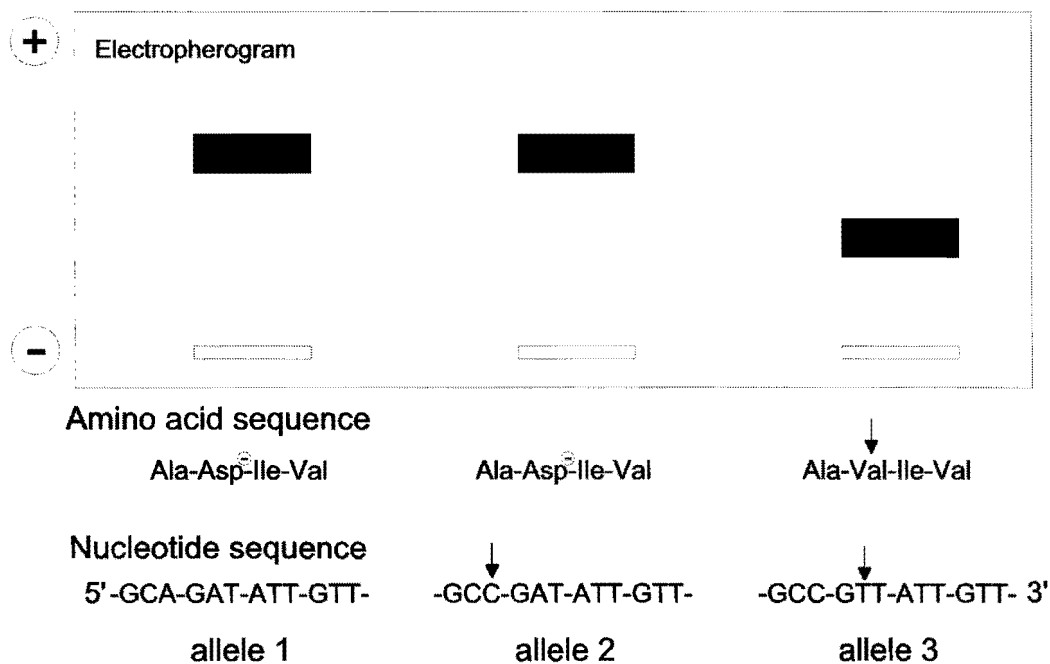 +
Electropherogram
-
Amino acid sequence
Ala-Asp-Ile-Val Ala-Asp-Ile-Val Ala-Val-Ile-Val
- -
Nucleotide sequence
5'-GCA-GAT-ATT-GTT- -GCC-GAT-ATT-GTT- -GCC-GTT-ATT-GTT- 3'
allele 1 allele 2 allele 3